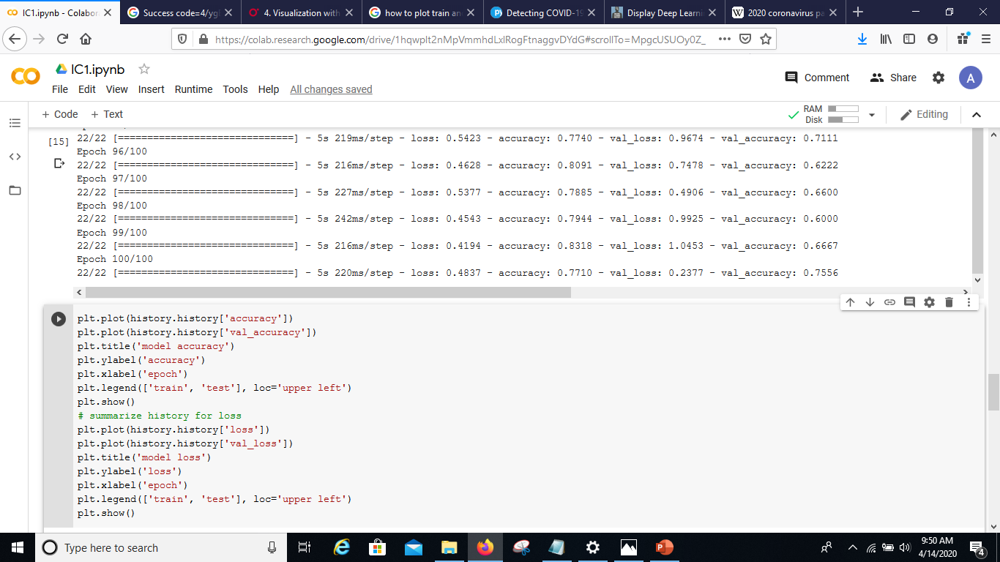 IC1.ipynb - Colabor
Success code=4/ygl
4. Visualization with
how to plot train an
Detecting COVID-19
Display Deep Learni
2020 coronavirus pa
https://colab.research.google.com/drive/1hqwplt2nMpVmmhdLxlRogFtnaggvDYdG#scrollTo=MpgcUSUOy0Z_
IC1.ipynb
Comment Share A
File Edit View Insert Runtime Tools Help All changes saved
+ Code + Text RAM Disk Editing
[15] 22/22 [==============================] - 5s 219ms/step - loss: 0.5423 - accuracy: 0.7740 - val_loss: 0.9674 - val_accuracy: 0.7111
Epoch 96/100
22/22 [==============================] - 5s 216ms/step - loss: 0.4628 - accuracy: 0.8091 - val_loss: 0.7478 - val_accuracy: 0.6222
Epoch 97/100
22/22 [==============================] - 5s 227ms/step - loss: 0.5377 - accuracy: 0.7885 - val_loss: 0.4906 - val_accuracy: 0.6600
Epoch 98/100
22/22 [==============================] - 5s 242ms/step - loss: 0.4543 - accuracy: 0.7944 - val_loss: 0.9925 - val_accuracy: 0.6000
Epoch 99/100
22/22 [==============================] - 5s 216ms/step - loss: 0.4194 - accuracy: 0.8318 - val_loss: 1.0453 - val_accuracy: 0.6667
Epoch 100/100
22/22 [==============================] - 5s 220ms/step - loss: 0.4837 - accuracy: 0.7710 - val_loss: 0.2377 - val_accuracy: 0.7556
plt.plot(history.history['accuracy'])
plt.plot(history.history['val_accuracy'])
plt.title('model accuracy')
plt.ylabel('accuracy')
plt.xlabel('epoch')
plt.legend(['train', 'test'], loc='upper left')
plt.show()
# summarize history for loss
plt.plot(history.history['loss'])
plt.plot(history.history['val_loss'])
plt.title('model loss')
plt.ylabel('loss')
plt.xlabel('epoch')
plt.legend(['train', 'test'], loc='upper left')
plt.show()
Type here to search
9:50 AM
4/14/2020
4